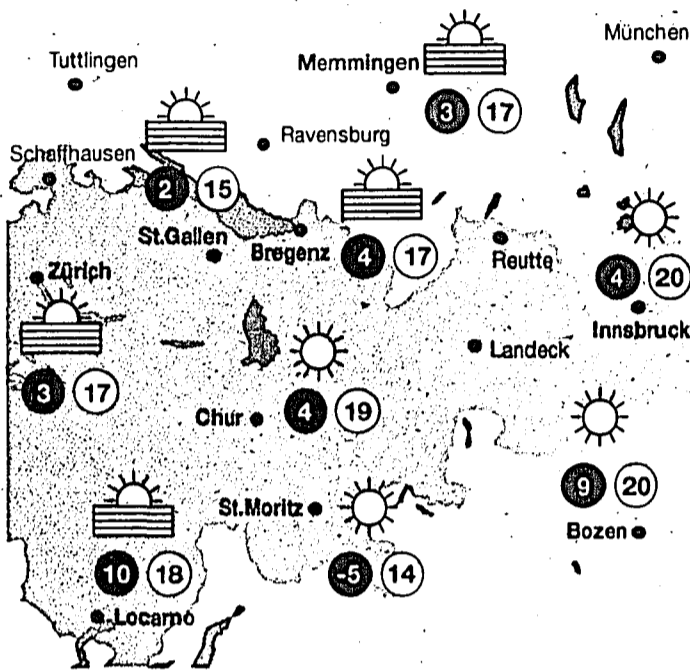 München
Tuttlingen
Memmingen
3 17
Ravensburg
Schaffhausen
2 15
St.Gallen
Bregenz
4 17
Reutte
4 20
Zürich
Innsbruck
Landeck
3 17
Chur
4 19
9 20
St.Moritz
Bozen
10 18
-5 14
Locarno